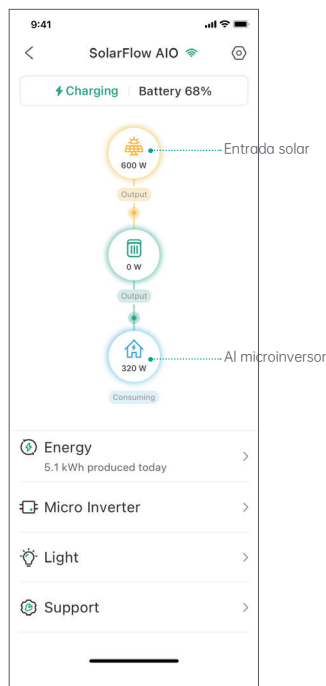 9:41
SolarFlow AIO
Charging Battery 68%
600 W
Entrada solar
Output
0 W
Output
320 W
Al microinversor
Consuming
Energy
5.1 kWh produced today
Micro Inverter
Light
Support